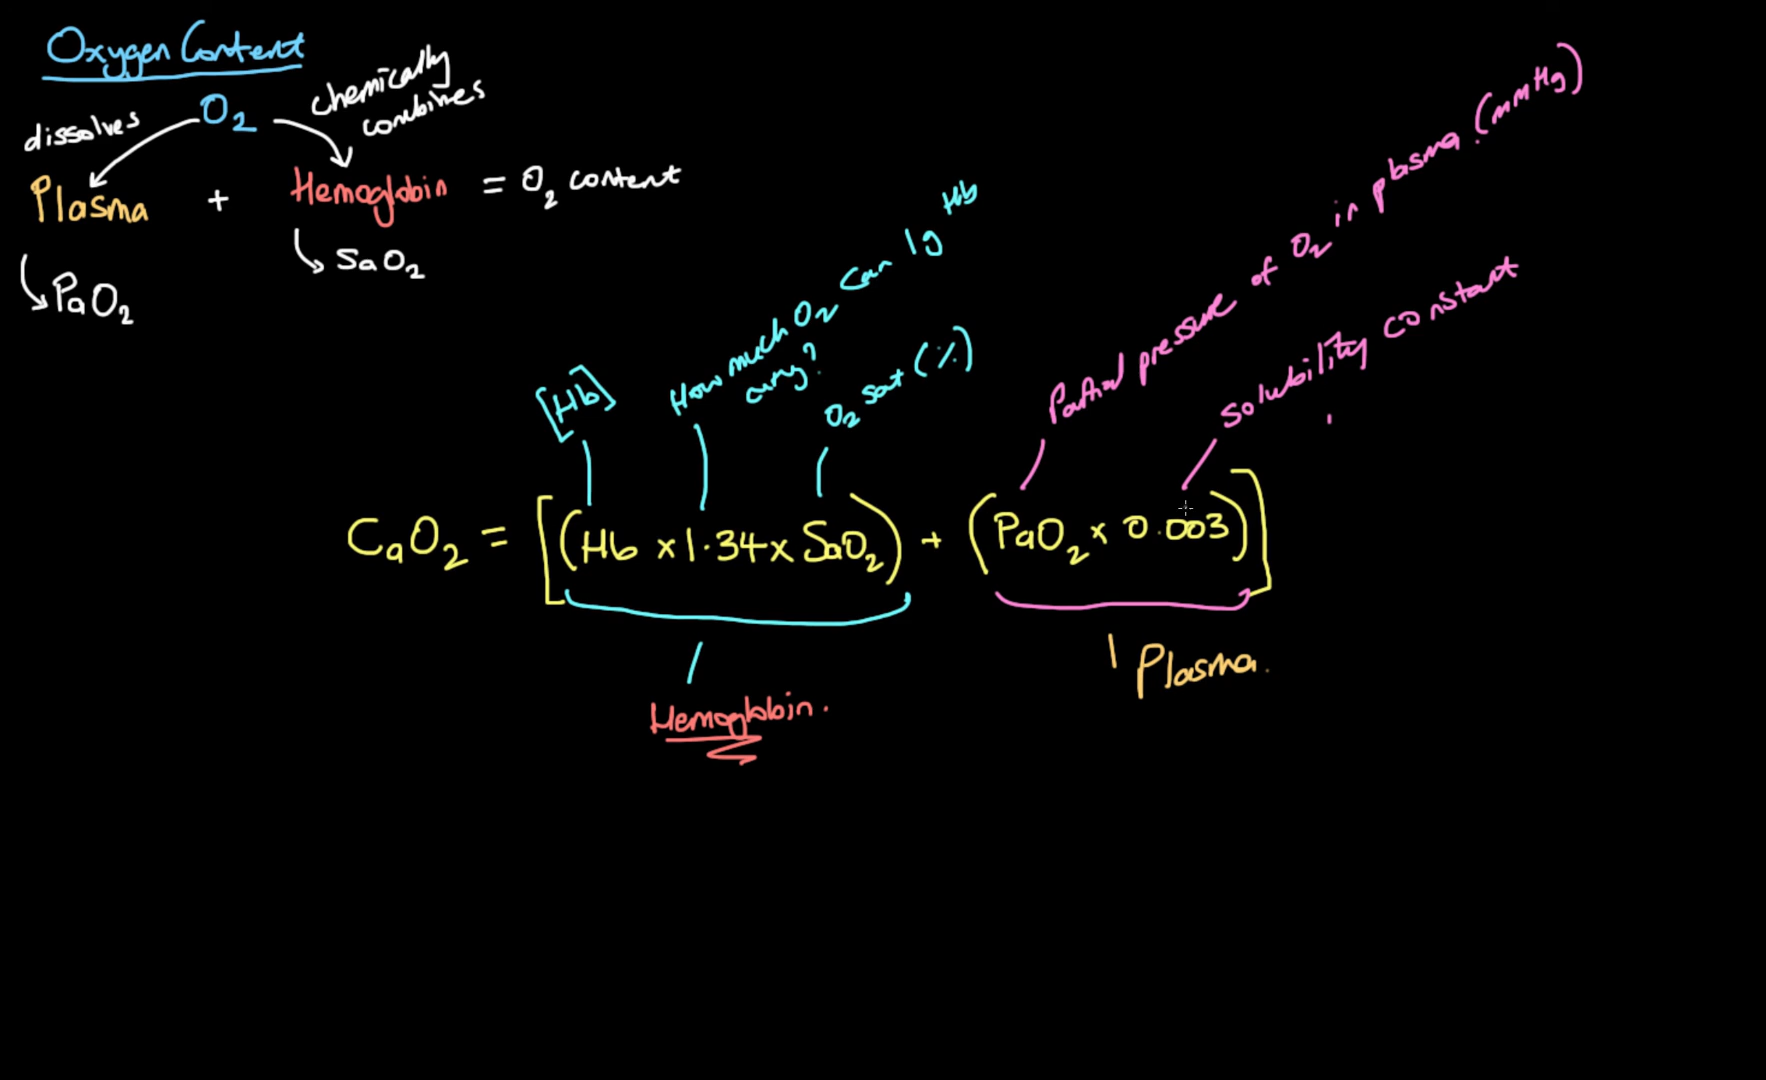 Oxygen Content
dissolves
O2
chemically
combines
Plasma + Hemoglobin = O2 content
PaO2
SaO2
[Hb]
How much O2 can 1g Hb
carry?
O2 sat (%)
Partial pressure of O2 in plasma. (mmHg)
solubility constant
CaO2 = [(Hb x 1.34 x SaO2) + (PaO2 x 0.003)]
Hemoglobin.
Plasma.